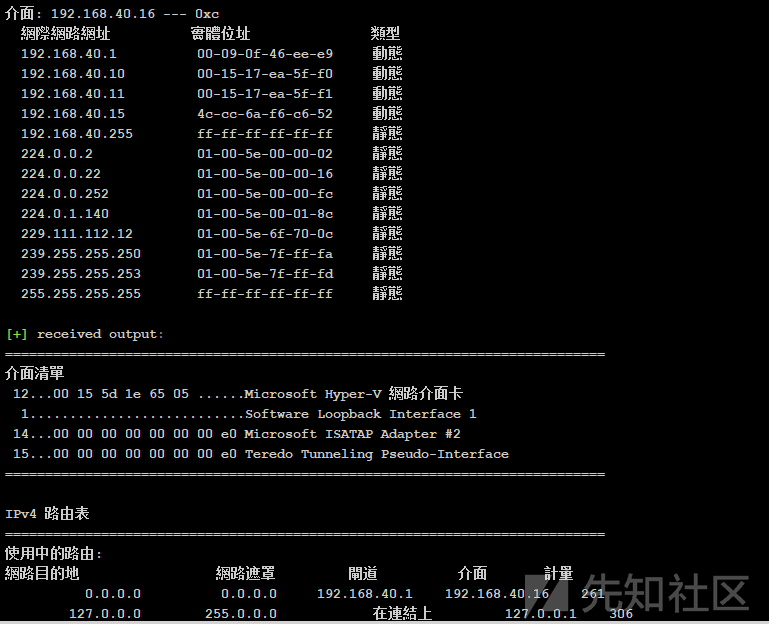 介面: 192.168.40.16 --- 0xc
網際網路網址 實體位址 類型
192.168.40.1 00-09-0f-46-ee-e9 動態
192.168.40.10 00-15-17-ea-5f-f0 動態
192.168.40.11 00-15-17-ea-5f-f1 動態
192.168.40.15 4c-cc-6a-f6-c6-52 動態
192.168.40.255 ff-ff-ff-ff-ff-ff 靜態
224.0.0.2 01-00-5e-00-00-02 靜態
224.0.0.22 01-00-5e-00-00-16 靜態
224.0.0.252 01-00-5e-00-00-fc 靜態
224.0.1.140 01-00-5e-00-01-8c 靜態
229.111.112.12 01-00-5e-6f-70-0c 靜態
239.255.255.250 01-00-5e-7f-ff-fa 靜態
239.255.255.253 01-00-5e-7f-ff-fd 靜態
255.255.255.255 ff-ff-ff-ff-ff-ff 靜態
[+] received output:
===========================================================================
介面清單
12...00 15 5d 1e 65 05 ......Microsoft Hyper-V 網路介面卡
1...........................Software Loopback Interface 1
14...00 00 00 00 00 00 00 e0 Microsoft ISATAP Adapter #2
15...00 00 00 00 00 00 00 e0 Teredo Tunneling Pseudo-Interface
===========================================================================
IPv4 路由表
===========================================================================
使用中的路由:
網路目的地 網路遮罩 閘道 介面 計量
0.0.0.0 0.0.0.0 192.168.40.1 192.168.40.16 261
127.0.0.0 255.0.0.0 在連結上 127.0.0.1 306
先知社区